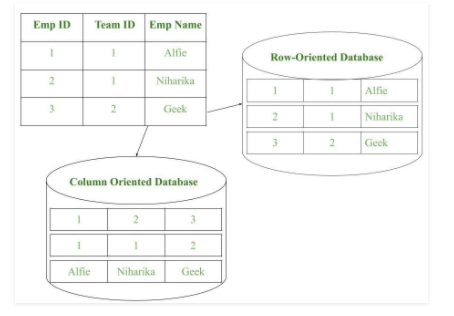 Emp ID Team ID Emp Name
1 1 Alfie
2 1 Niharika
3 2 Geek
Row-Oriented Database
1 1 Alfie
2 1 Niharika
3 2 Geek
Column Oriented Database
1 2 3
1 1 2
Alfie Niharika Geek